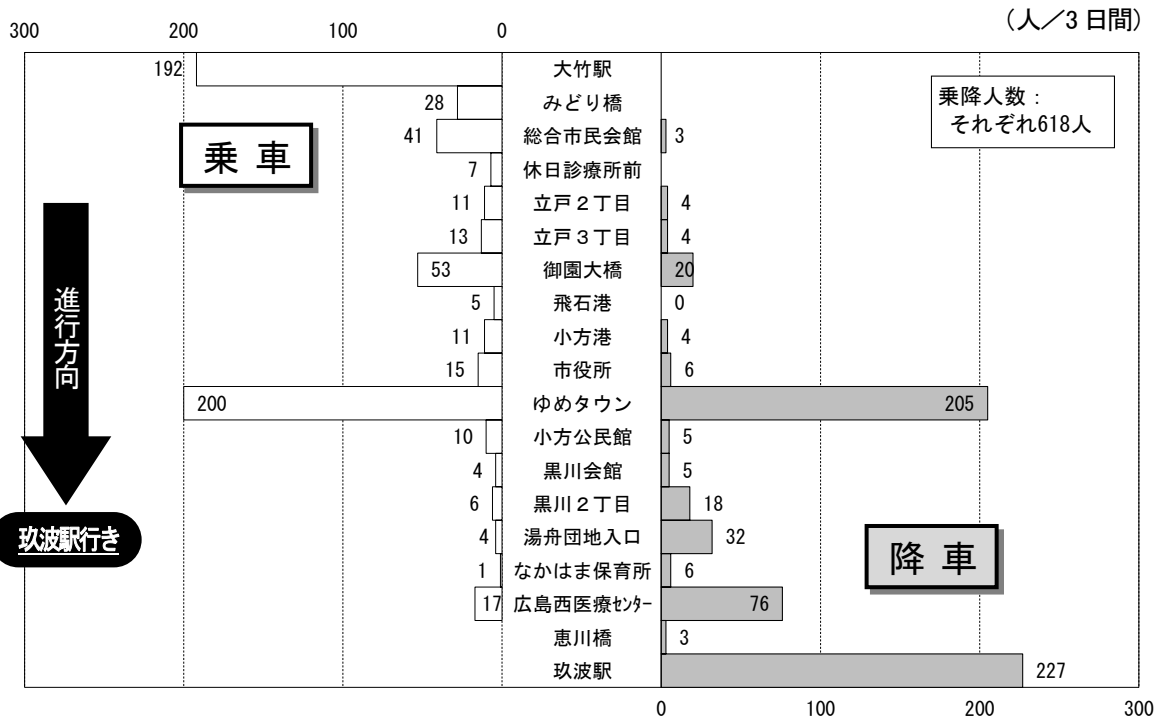 (人／3日間)
300 200 100 0
192 大竹駅
28 みどり橋
41 総合市民会館 3
7 休日診療所前
11 立戸２丁目 4
13 立戸３丁目 4
53 御園大橋 20
5 飛石港 0
11 小方港 4
15 市役所 6
200 ゆめタウン 205
10 小方公民館 5
4 黒川会館 5
6 黒川２丁目 18
4 湯舟団地入口 32
1 なかはま保育所 6
17 広島西医療ｾﾝﾀｰ 76
恵川橋 3
玖波駅 227
0 100 200 300
乗降人数：
それぞれ618人
乗車
進行方向
玖波駅行き
降車